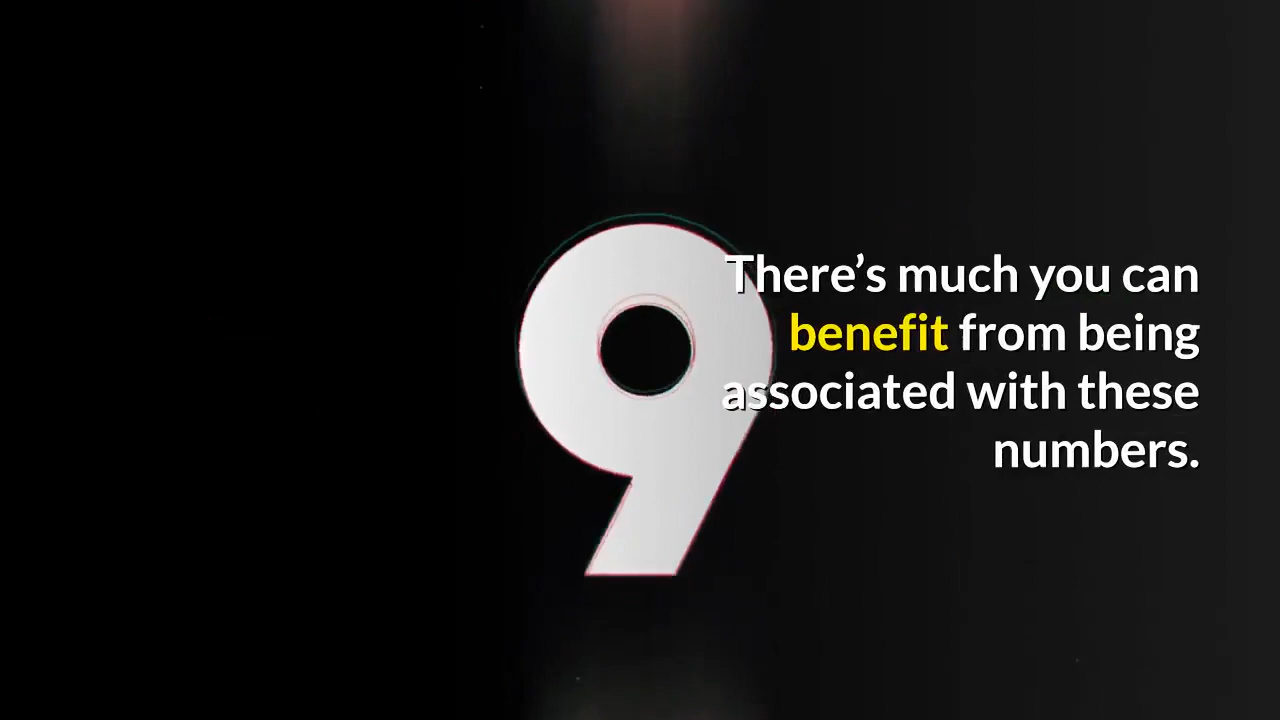 9
There’s much you can
benefit from being
associated with these
numbers.